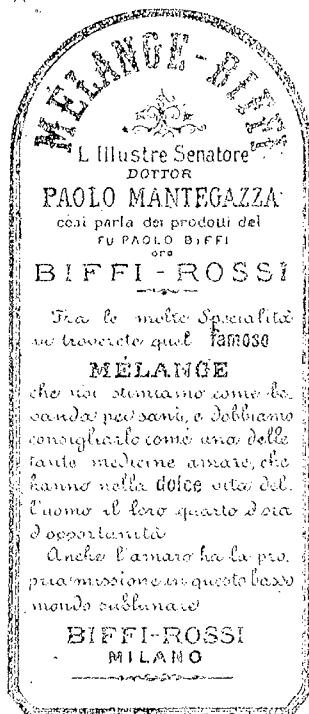 MÉLANGE - BIFFI
L'Illustre Senatore
DOTTOR
PAOLO MANTEGAZZA
così parla dei prodotti del
FU PAOLO BIFFI
ora
BIFFI - ROSSI
Fra le molte Specialità
vi troverete quel famoso
MÉLANGE
che noi stimiamo come be-
vanda pei sani, e dobbiamo
consigliarlo come una delle
tante medicine amare, che
hanno nella dolce vita del-
l'uomo il loro quarto d'ora
d'opportunità
Anche l'amaro ha la pro-
pria missione in questo basso
mondo sublunare
BIFFI-ROSSI
MILANO